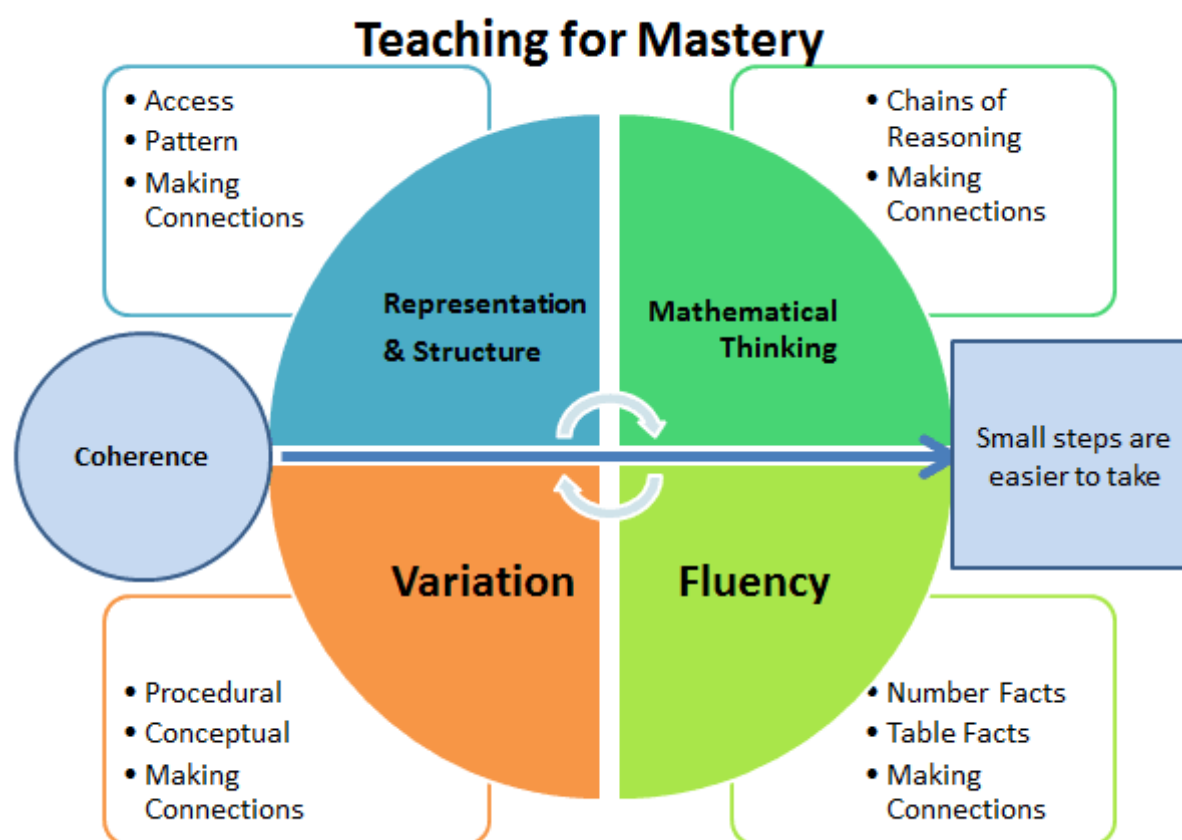 Teaching for Mastery
• Access
• Pattern
• Making
Connections
• Chains of
Reasoning
• Making
Connections
Representation
& Structure
Mathematical
Thinking
Coherence
Small steps are
easier to take
Variation
Fluency
• Procedural
• Conceptual
• Making
Connections
• Number Facts
• Table Facts
• Making
Connections